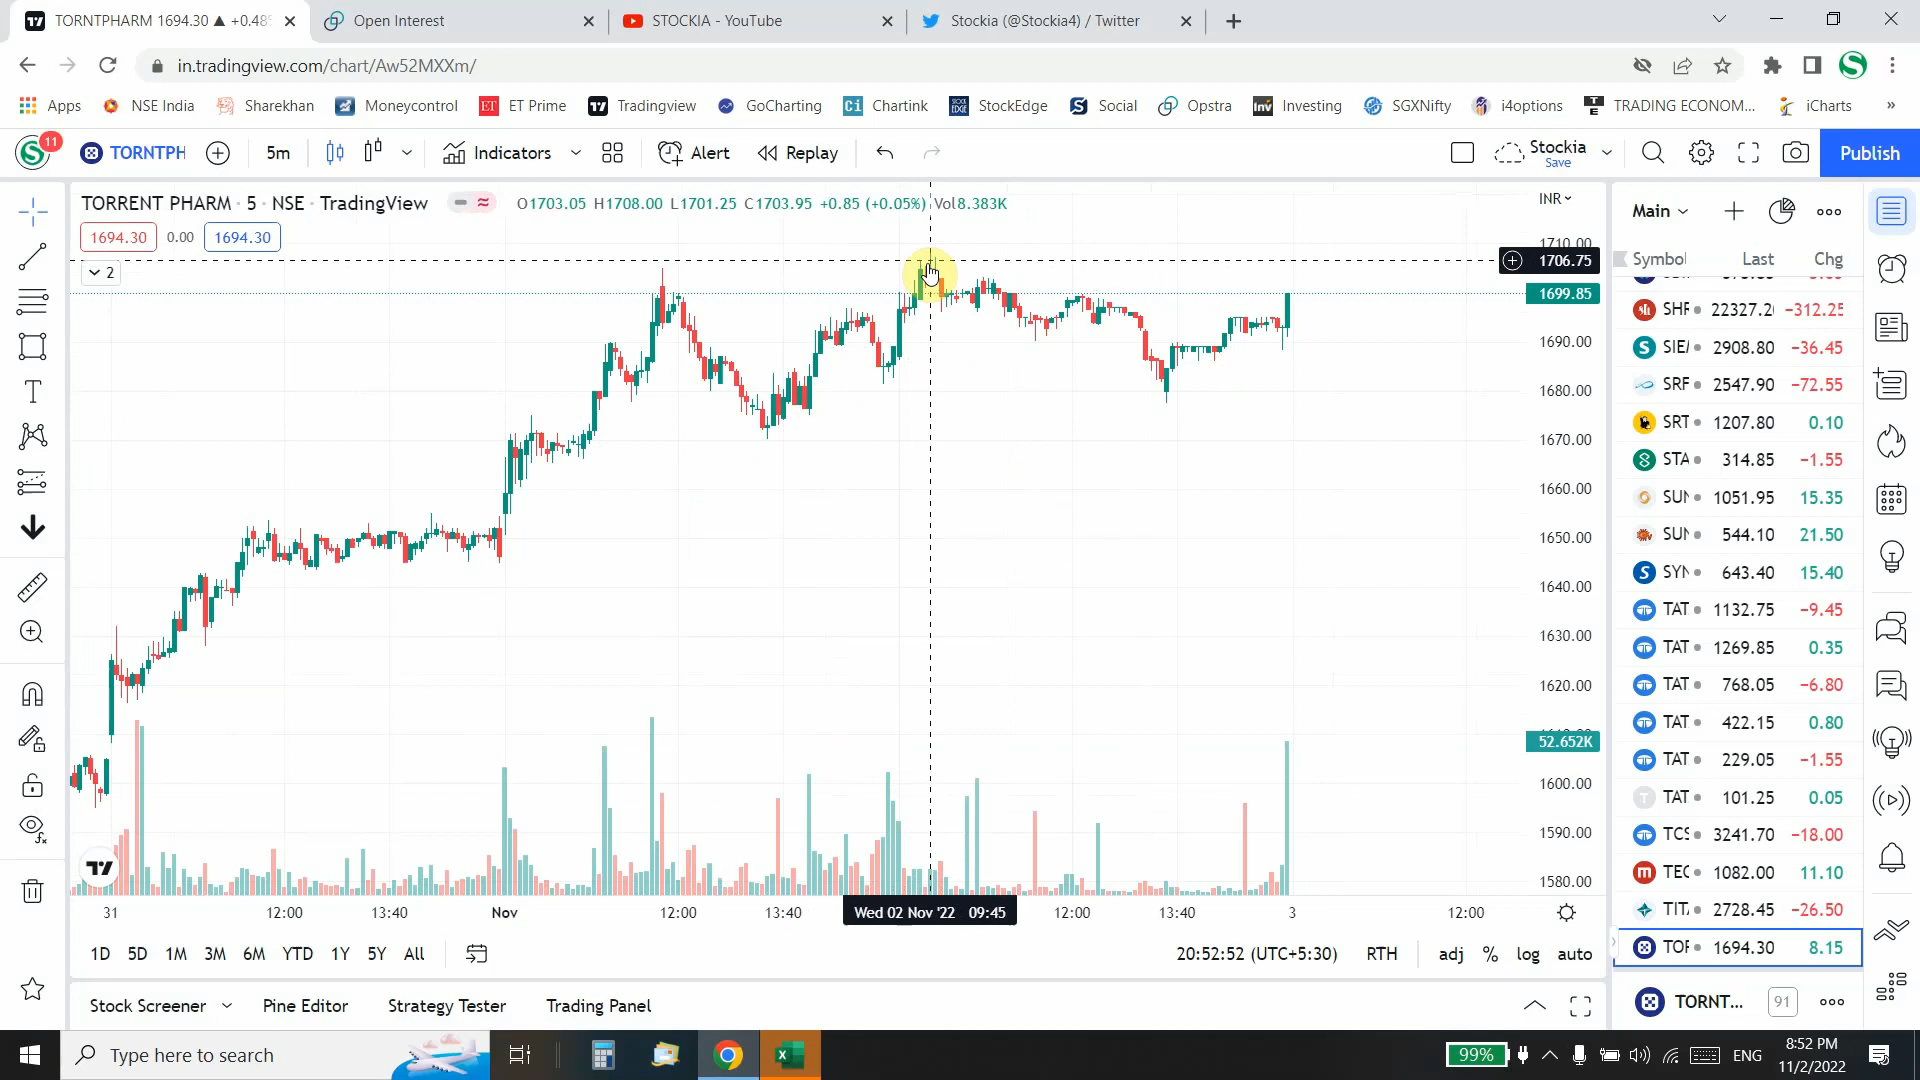 TORNTPHARM 1694.30 ▲ +0.48%
Open Interest
STOCKIA - YouTube
Stockia (@Stockia4) / Twitter
in.tradingview.com/chart/Aw52MXXm/
Apps
NSE India
Sharekhan
Moneycontrol
ET Prime
Tradingview
GoCharting
Chartink
StockEdge
Social
Opstra
Investing
SGXNifty
i4options
TRADING ECONOM...
iCharts
11
TORNTPH
5m
Indicators
Alert
Replay
Stockia
Save
Publish
TORRENT PHARM · 5 · NSE · TradingView
O1703.05 H1708.00 L1701.25 C1703.95 +0.85 (+0.05%) Vol8.383K
1694.30 0.00 1694.30
2
INR
1710.00
1706.75
1699.85
1690.00
1680.00
1670.00
1660.00
1650.00
1640.00
1630.00
1620.00
52.652K
1600.00
1590.00
1580.00
31 12:00 13:40 Nov 12:00 13:40 Wed 02 Nov '22 09:45 12:00 13:40 3 12:00
1D 5D 1M 3M 6M YTD 1Y 5Y All
20:52:52 (UTC+5:30) RTH adj % log auto
Stock Screener
Pine Editor
Strategy Tester
Trading Panel
Main
Symbol Last Chg
SHR 22327.2 -312.25
SIE 2908.80 -36.45
SRF 2547.90 -72.55
SRT 1207.80 0.10
STA 314.85 -1.55
SUN 1051.95 15.35
SUN 544.10 21.50
SYN 643.40 15.40
TAT 1132.75 -9.45
TAT 1269.85 0.35
TAT 768.05 -6.80
TAT 422.15 0.80
TAT 229.05 -1.55
TAT 101.25 0.05
TCS 3241.70 -18.00
TEC 1082.00 11.10
TIT 2728.45 -26.50
TOR 1694.30 8.15
TORNT... 91
Type here to search
99%
ENG
8:52 PM
11/2/2022